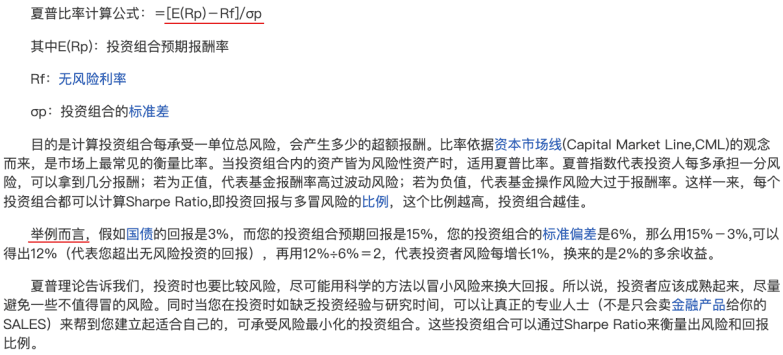 夏普比率计算公式：=[E(Rp)－Rf]/σp
其中E(Rp)：投资组合预期报酬率
Rf：无风险利率
σp：投资组合的标准差
目的是计算投资组合每承受一单位总风险，会产生多少的超额报酬。比率依据资本市场线(Capital Market Line,CML)的观念
而来，是市场上最常见的衡量比率。当投资组合内的资产皆为风险性资产时，适用夏普比率。夏普指数代表投资人每多承担一分风
险，可以拿到几分报酬；若为正值，代表基金报酬率高过波动风险；若为负值，代表基金操作风险大过于报酬率。这样一来，每个
投资组合都可以计算Sharpe Ratio,即投资回报与多冒风险的比例，这个比例越高，投资组合越佳。
举例而言，假如国债的回报是3%，而您的投资组合预期回报是15%，您的投资组合的标准偏差是6%，那么用15%－3%,可以
得出12%（代表您超出无风险投资的回报），再用12%÷6%＝2，代表投资者风险每增长1%，换来的是2%的多余收益。
夏普理论告诉我们，投资时也要比较风险，尽可能用科学的方法以冒小风险来换大回报。所以说，投资者应该成熟起来，尽量
避免一些不值得冒的风险。同时当您在投资时如缺乏投资经验与研究时间，可以让真正的专业人士（不是只会卖金融产品给你的
SALES）来帮到您建立起适合自己的，可承受风险最小化的投资组合。这些投资组合可以通过Sharpe Ratio来衡量出风险和回报
比例。